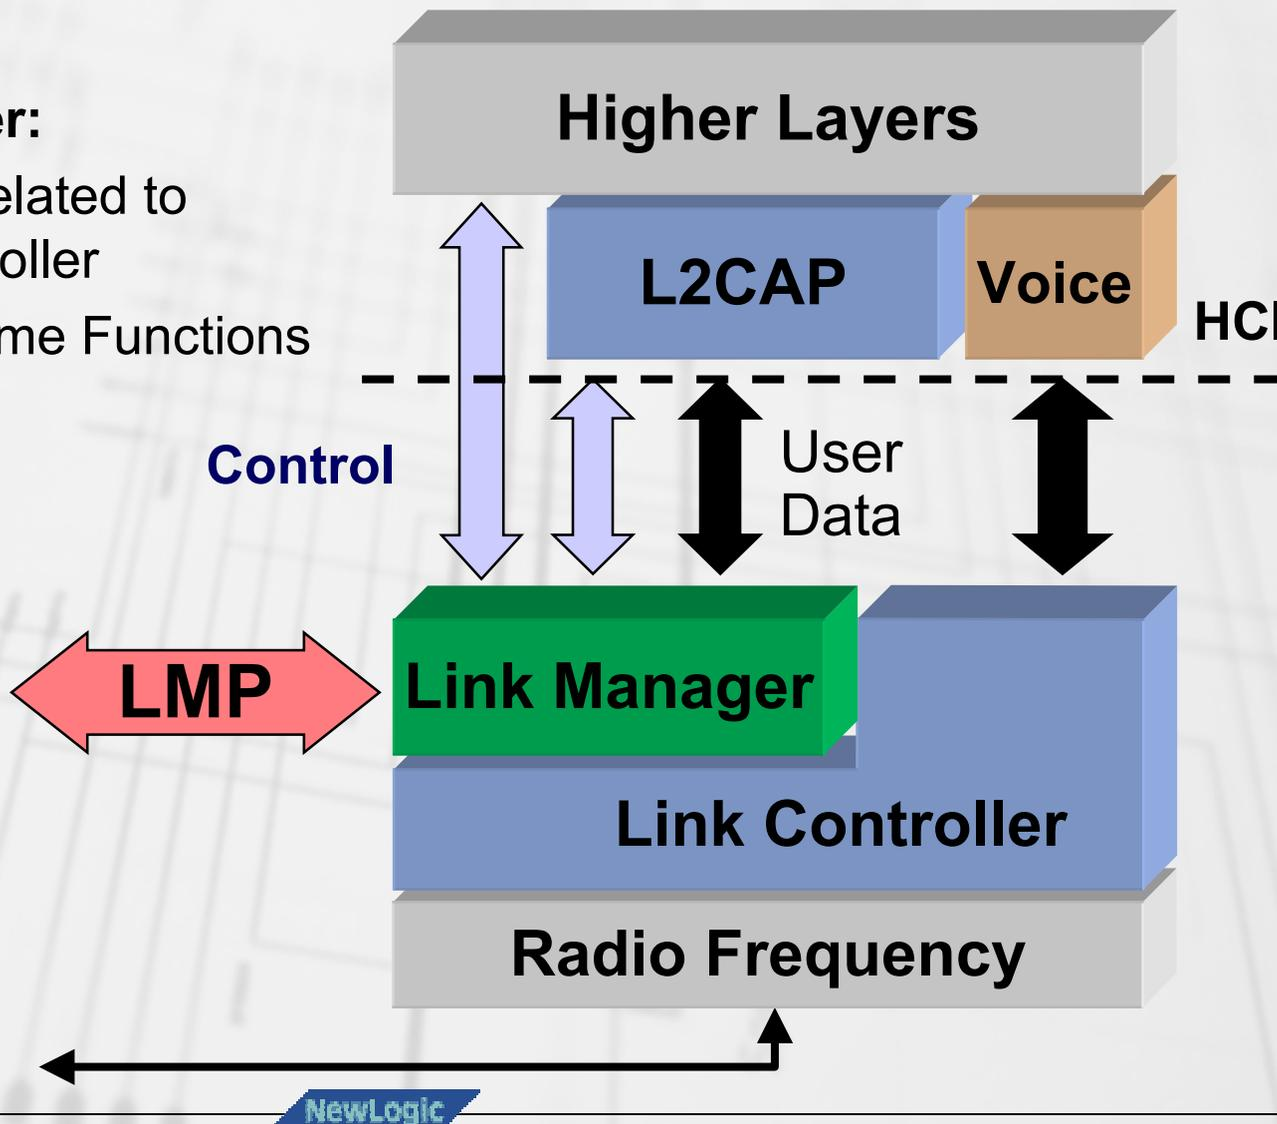 er:
elated to
oller
me Functions
Higher Layers
L2CAP
Voice
HCI
Control
User
Data
LMP
Link Manager
Link Controller
Radio Frequency
NewLogic